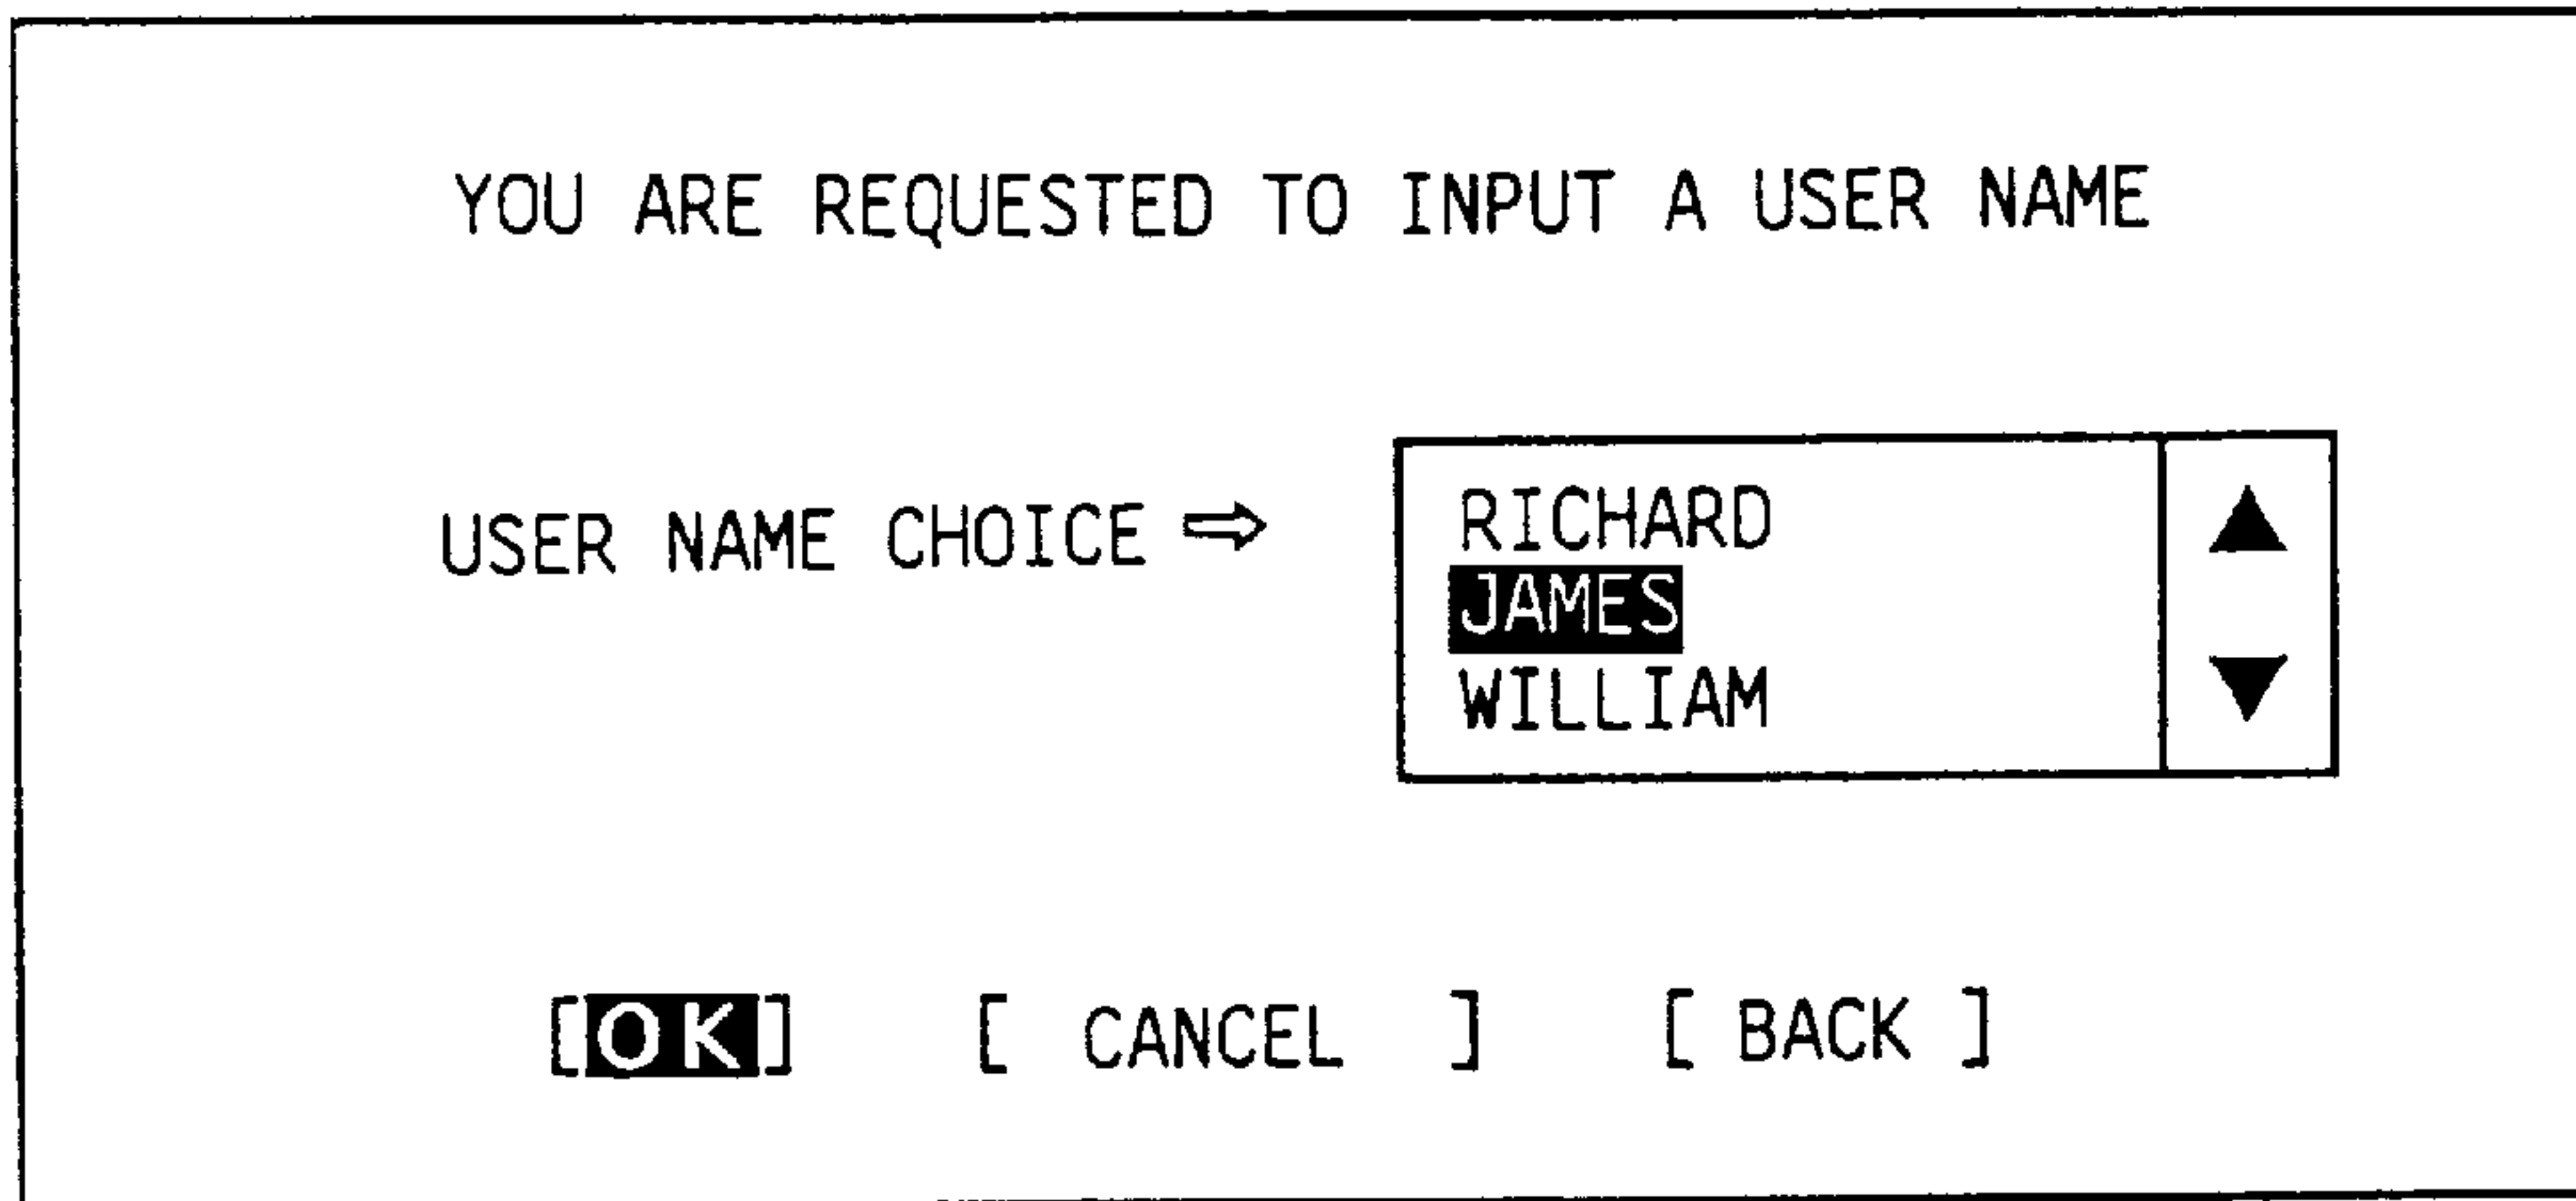 YOU ARE REQUESTED TO INPUT A USER NAME
USER NAME CHOICE ⇨
RICHARD
JAMES
WILLIAM
[OK] [ CANCEL ] [ BACK ]